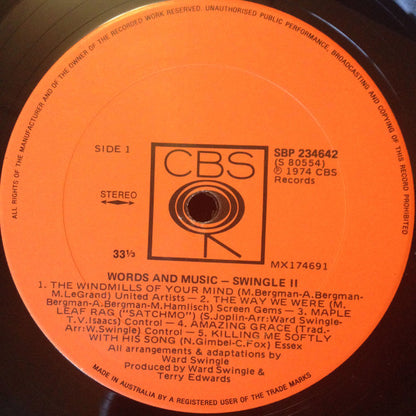 ALL RIGHTS OF THE MANUFACTURER AND OF THE OWNER OF THE RECORDED WORK RESERVED. UNAUTHORISED PUBLIC PERFORMANCE, BROADCASTING AND COPYING OF THIS RECORD PROHIBITED
SIDE 1
CBS
SBP 234642
(S 80554)
℗ 1974 CBS
Records
STEREO
33⅓
MX174691
WORDS AND MUSIC – SWINGLE II
1. THE WINDMILLS OF YOUR MIND (M.Bergman-A.Bergman-
M.LeGrand) United Artists – 2. THE WAY WE WERE (M.
Bergman-A.Bergman-M.Hamlisch) Screen Gems – 3. MAPLE
LEAF RAG ("SATCHMO") (S.Joplin-Arr:Ward Swingle-
T.V.Isaacs) Control – 4. AMAZING GRACE (Trad.-
Arr:W.Swingle) Control – 5. KILLING ME SOFTLY
WITH HIS SONG (N.Gimbel-C.Fox) Essex
All arrangements & adaptations by
Ward Swingle
Produced by Ward Swingle &
Terry Edwards
MADE IN AUSTRALIA BY A REGISTERED USER OF THE TRADE MARKS